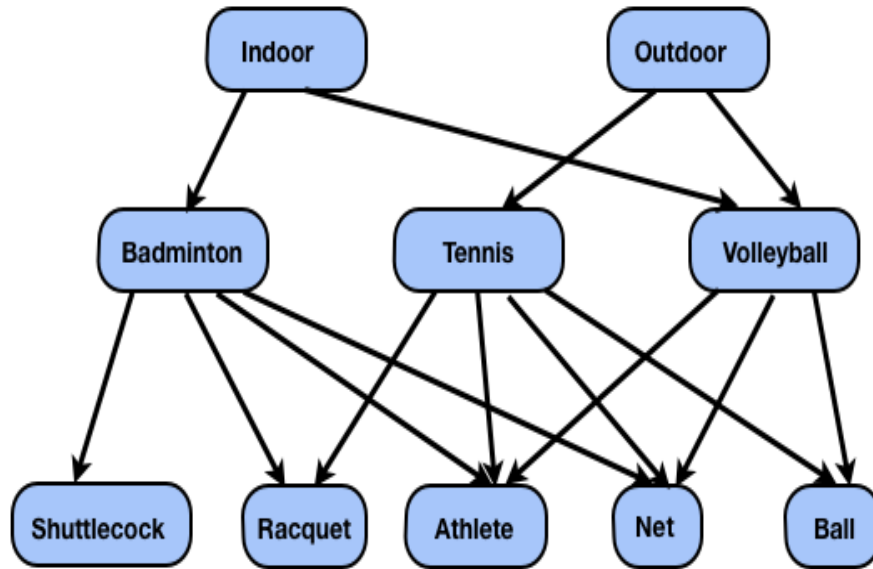 Indoor
Outdoor
Badminton
Tennis
Volleyball
Shuttlecock
Racquet
Athlete
Net
Ball